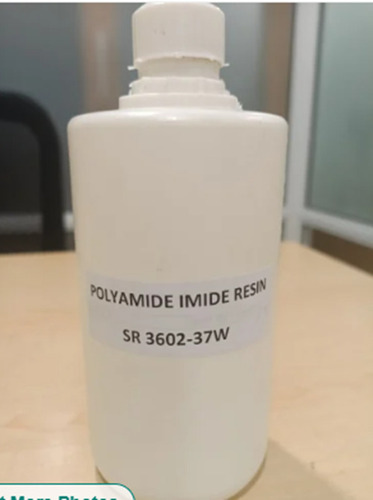 POLYAMIDE IMIDE RESIN
SR 3602-37W
More Photos